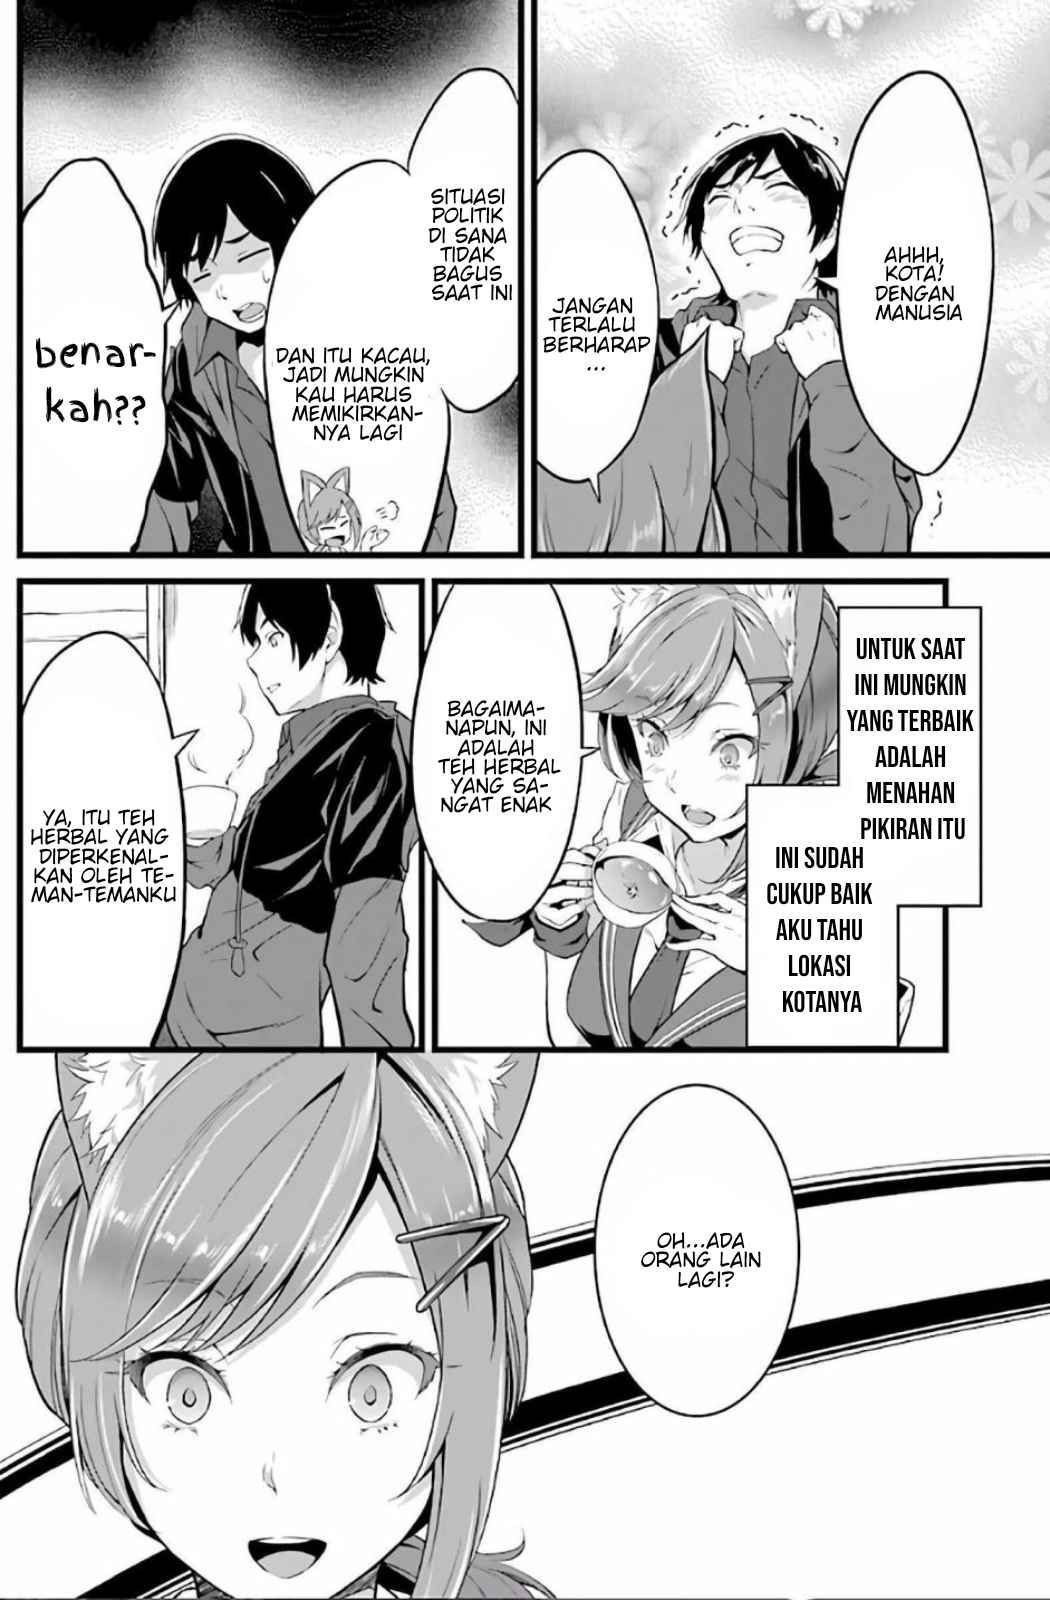 AHHH,
KOTA!
DENGAN
MANUSIA
JANGAN
TERLALU
BERHARAP
...
SITUASI
POLITIK
DI SANA
TIDAK
BAGUS
SAAT INI
DAN ITU KACAU,
JADI MUNGKIN
KAU HARUS
MEMIKIRKAN-
NYA LAGI
benar-
kah??
UNTUK SAAT
INI MUNGKIN
YANG TERBAIK
ADALAH
MENAHAN
PIKIRAN ITU
INI SUDAH
CUKUP BAIK
AKU TAHU
LOKASI
KOTANYA
BAGAIMA-
NAPUN, INI
ADALAH
TEH HERBAL
YANG SA-
NGAT ENAK
YA, ITU TEH
HERBAL YANG
DIPERKENAL-
KAN OLEH TE-
MAN-TEMANKU
OH...ADA
ORANG LAIN
LAGI?